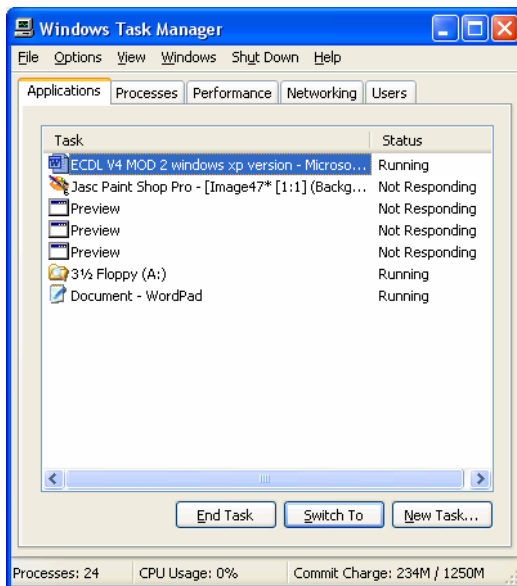 Windows Task Manager
File Options View Windows Shut Down Help
Applications Processes Performance Networking Users
Task Status
ECDL V4 MOD 2 windows xp version - Microso... Running
Jasc Paint Shop Pro - [Image47* [1:1] (Backg... Not Responding
Preview Not Responding
Preview Not Responding
Preview Not Responding
3½ Floppy (A:) Running
Document - WordPad Running
End Task Switch To New Task...
Processes: 24 CPU Usage: 0% Commit Charge: 234M / 1250M